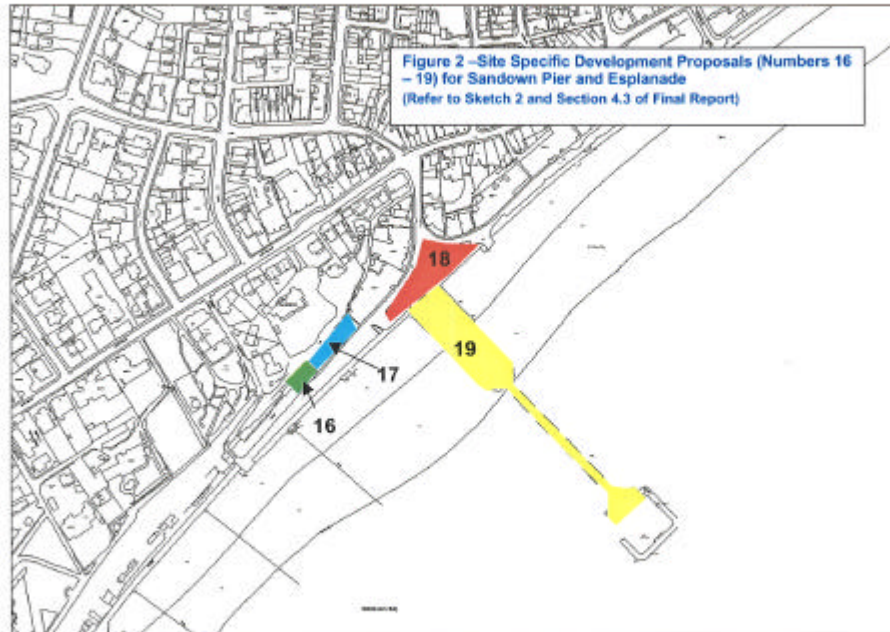 Figure 2 –Site Specific Development Proposals (Numbers 16
– 19) for Sandown Pier and Esplanade
(Refer to Sketch 2 and Section 4.3 of Final Report)
18
19
17
16